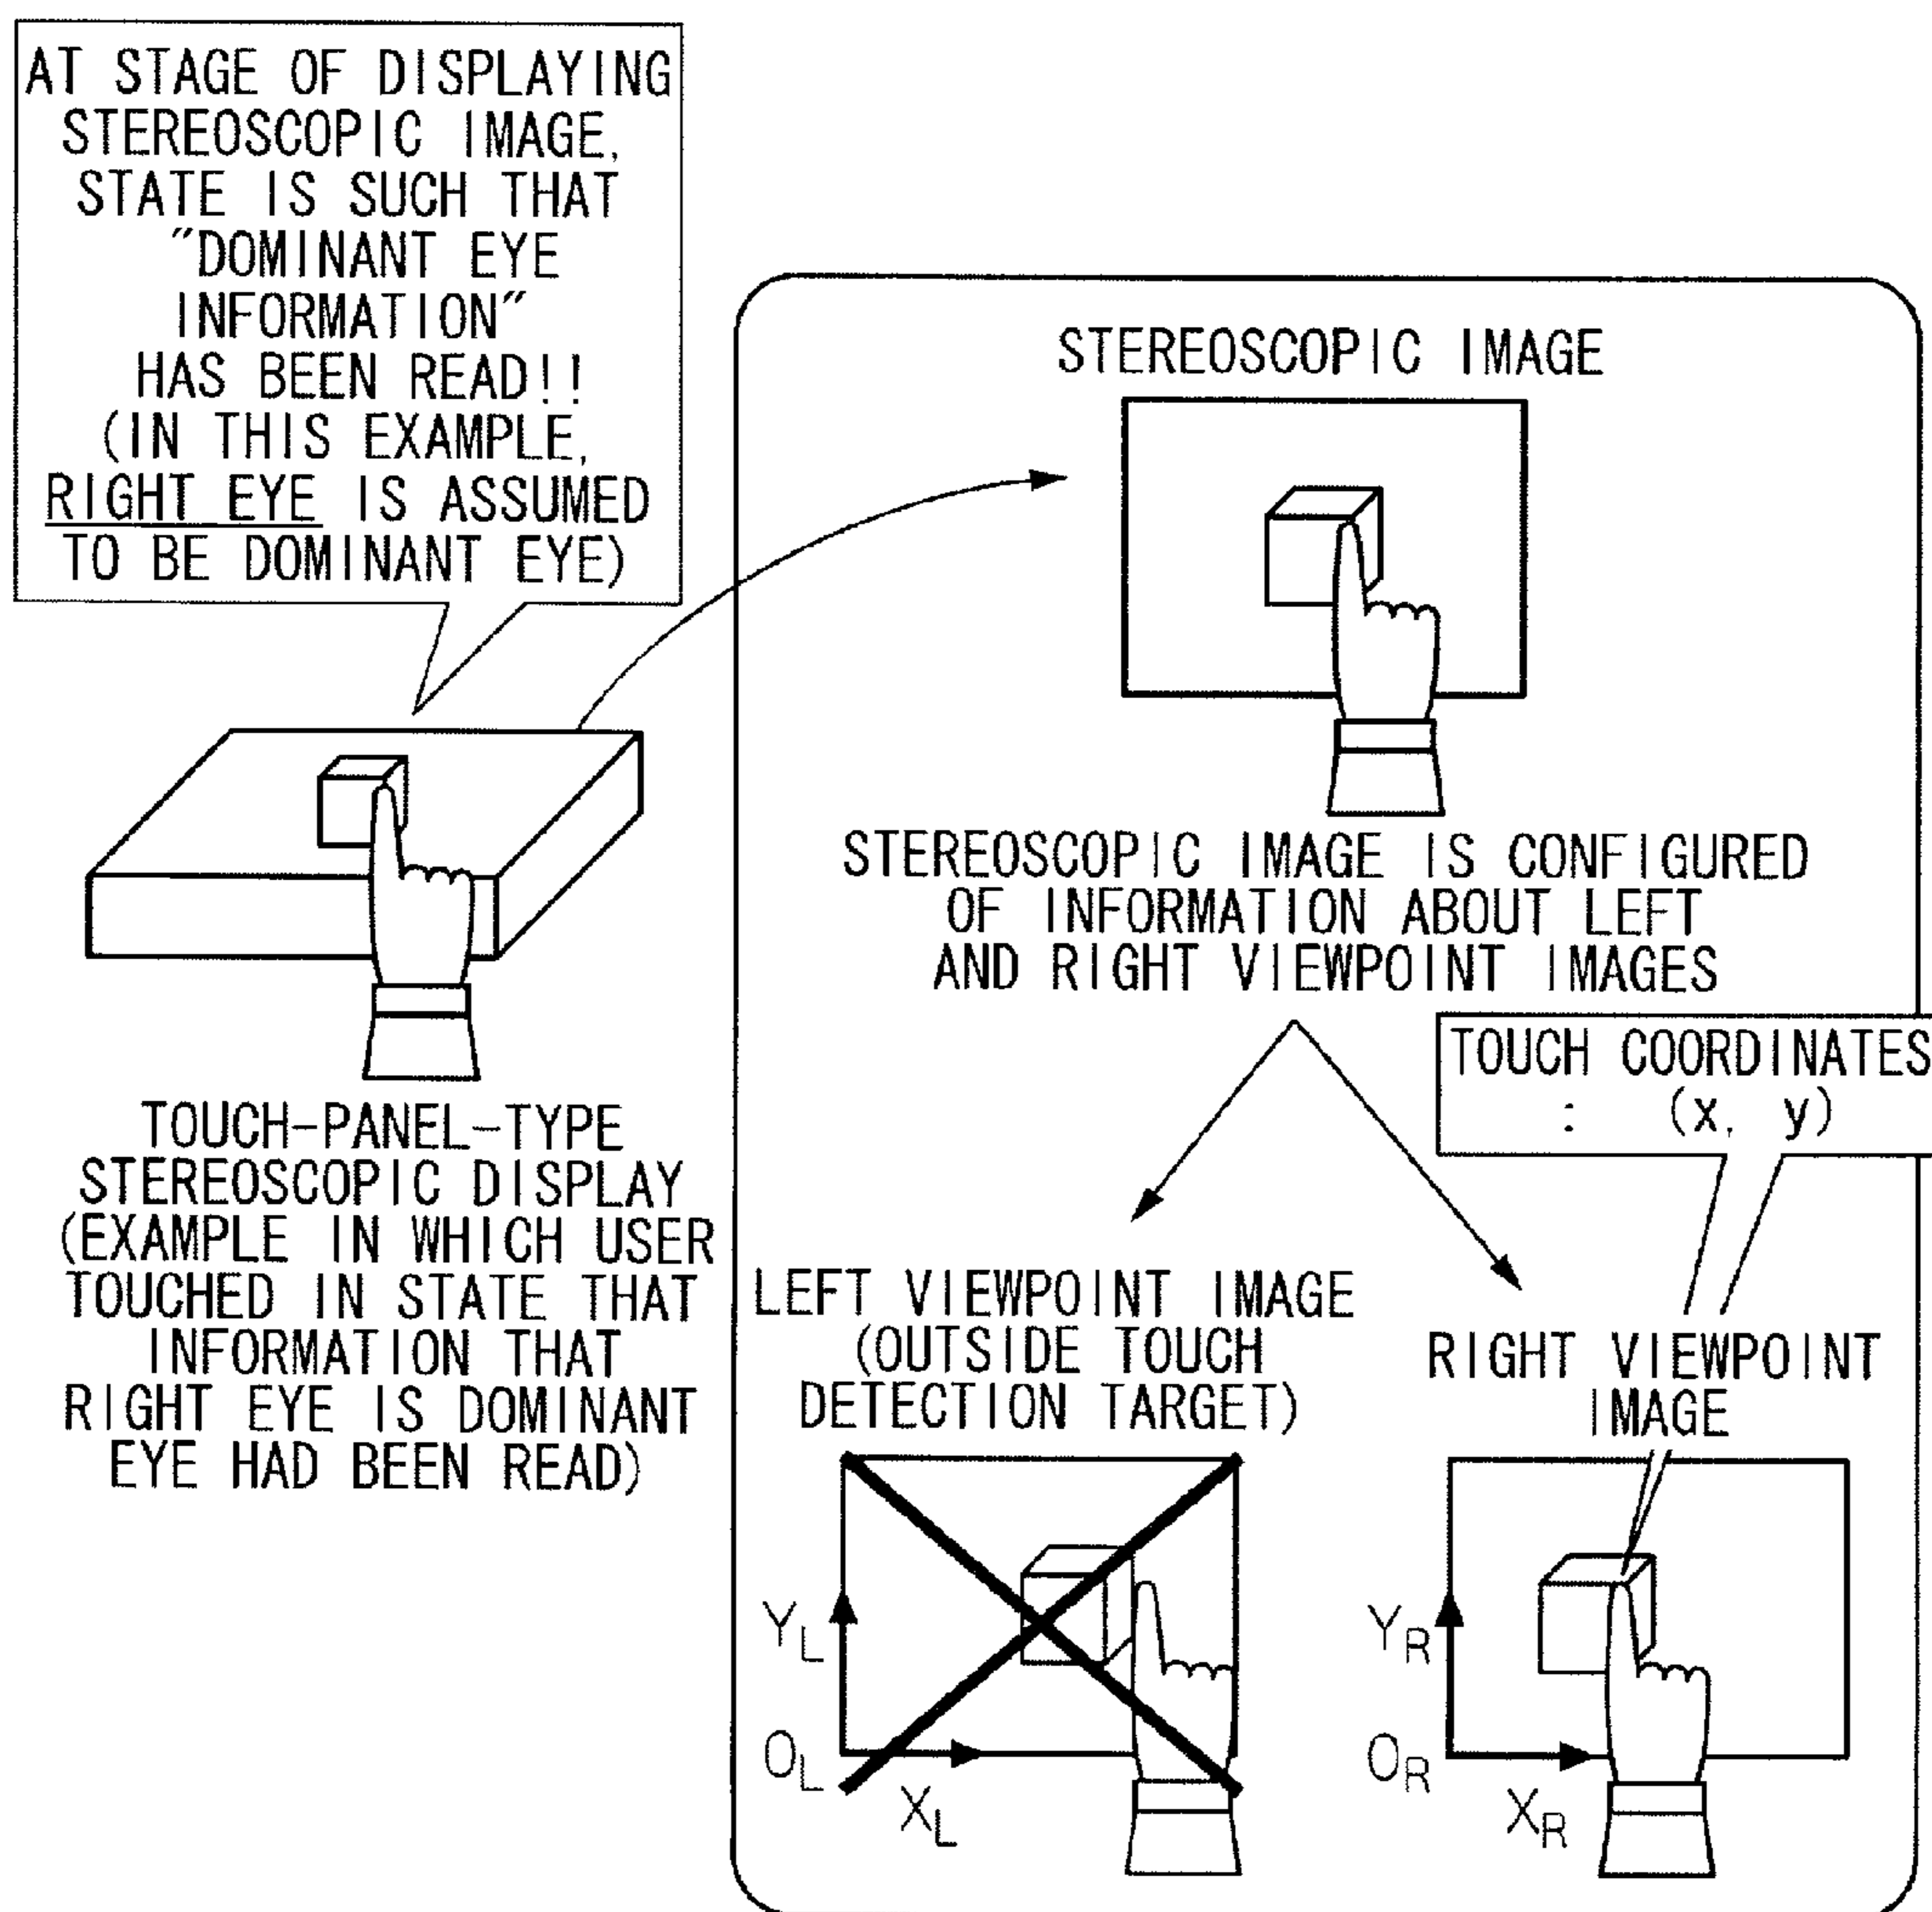 AT STAGE OF DISPLAYING
STEREOSCOPIC IMAGE,
STATE IS SUCH THAT
"DOMINANT EYE
INFORMATION"
HAS BEEN READ!!
(IN THIS EXAMPLE,
RIGHT EYE IS ASSUMED
TO BE DOMINANT EYE)
TOUCH-PANEL-TYPE
STEREOSCOPIC DISPLAY
(EXAMPLE IN WHICH USER
TOUCHED IN STATE THAT
INFORMATION THAT
RIGHT EYE IS DOMINANT
EYE HAD BEEN READ)
STEREOSCOPIC IMAGE
STEREOSCOPIC IMAGE IS CONFIGURED
OF INFORMATION ABOUT LEFT
AND RIGHT VIEWPOINT IMAGES
TOUCH COORDINATES
: (x, y)
LEFT VIEWPOINT IMAGE
(OUTSIDE TOUCH
DETECTION TARGET)
RIGHT VIEWPOINT
IMAGE
YL
OL
XL
YR
OR
XR